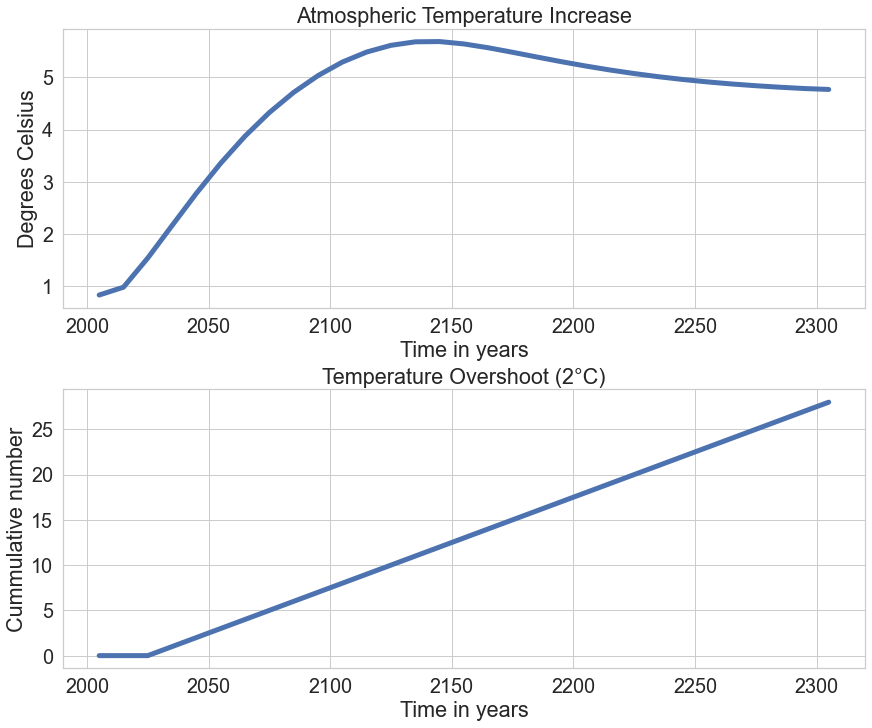 Atmospheric Temperature Increase
Degrees Celsius
5
4
3
2
1
2000 2050 2100 2150 2200 2250 2300
Time in years
Temperature Overshoot (2°C)
Cummulative number
25
20
15
10
5
0
2000 2050 2100 2150 2200 2250 2300
Time in years